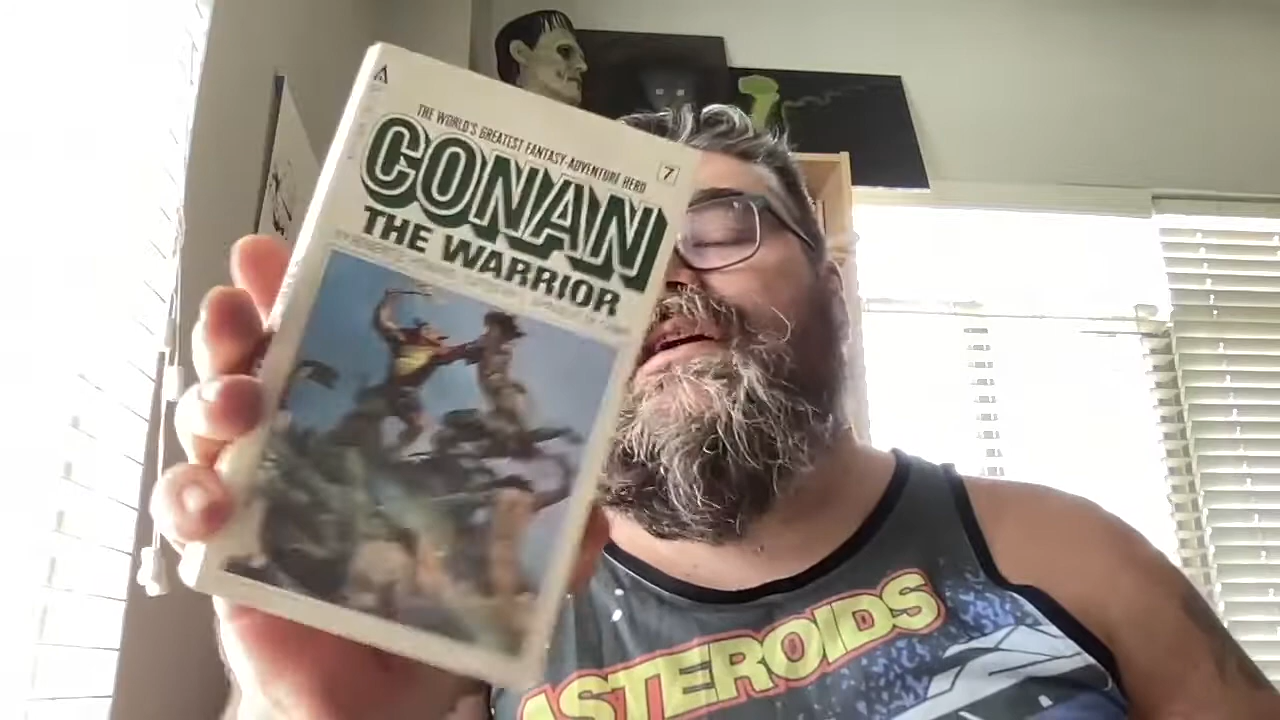 THE WORLD'S GREATEST FANTASY-ADVENTURE HERO
7
CONAN
THE WARRIOR
ASTEROIDS